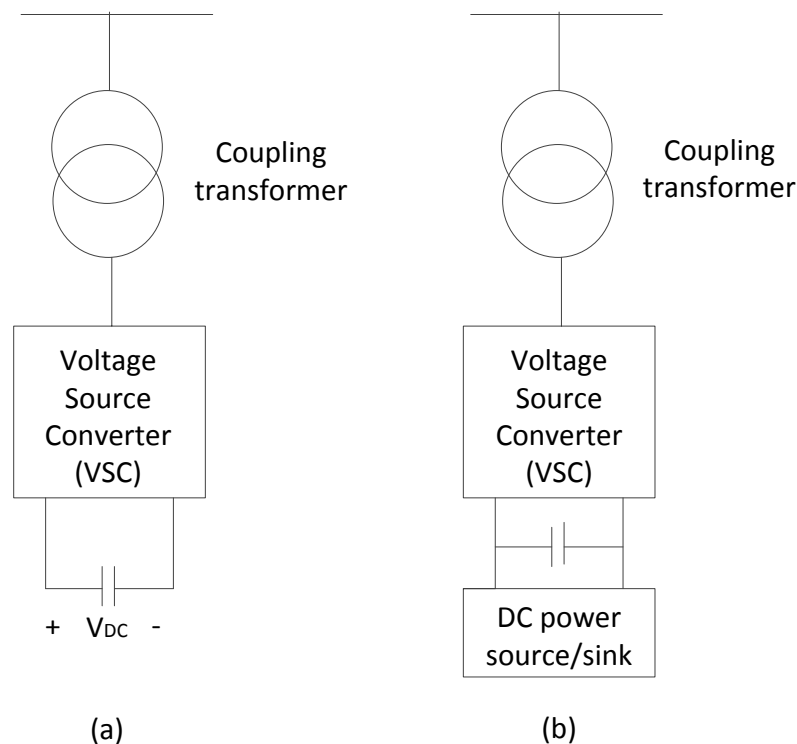 Coupling
transformer
Voltage
Source
Converter
(VSC)
+ VDC -
(a)
Coupling
transformer
Voltage
Source
Converter
(VSC)
DC power
source/sink
(b)